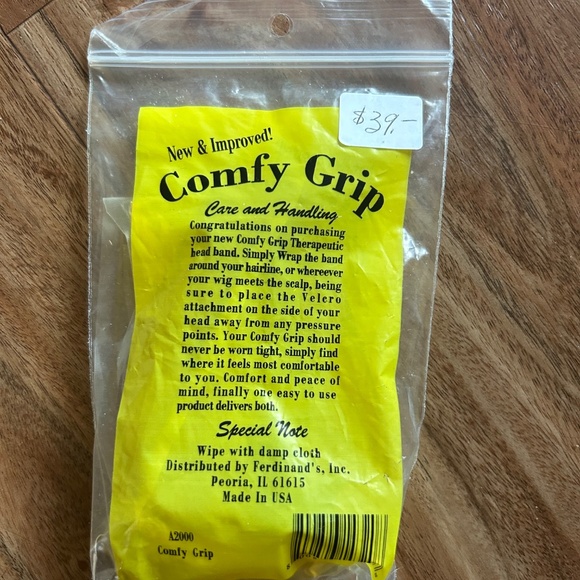 $39.-
New & Improved!
Comfy Grip
Care and Handling
Congratulations on purchasing
your new Comfy Grip Therapeutic
head band. Simply Wrap the band
around your hairline, or whereever
your wig meets the scalp, being
sure to place the Velcro
attachment on the side of your
head away from any pressure
points. Your Comfy Grip should
never be worn tight, simply find
where it feels most comfortable
to you. Comfort and peace of
mind, finally one easy to use
product delivers both.
Special Note
Wipe with damp cloth
Distributed by Ferdinand's, Inc.
Peoria, IL 61615
Made In USA
A2000
Comfy Grip